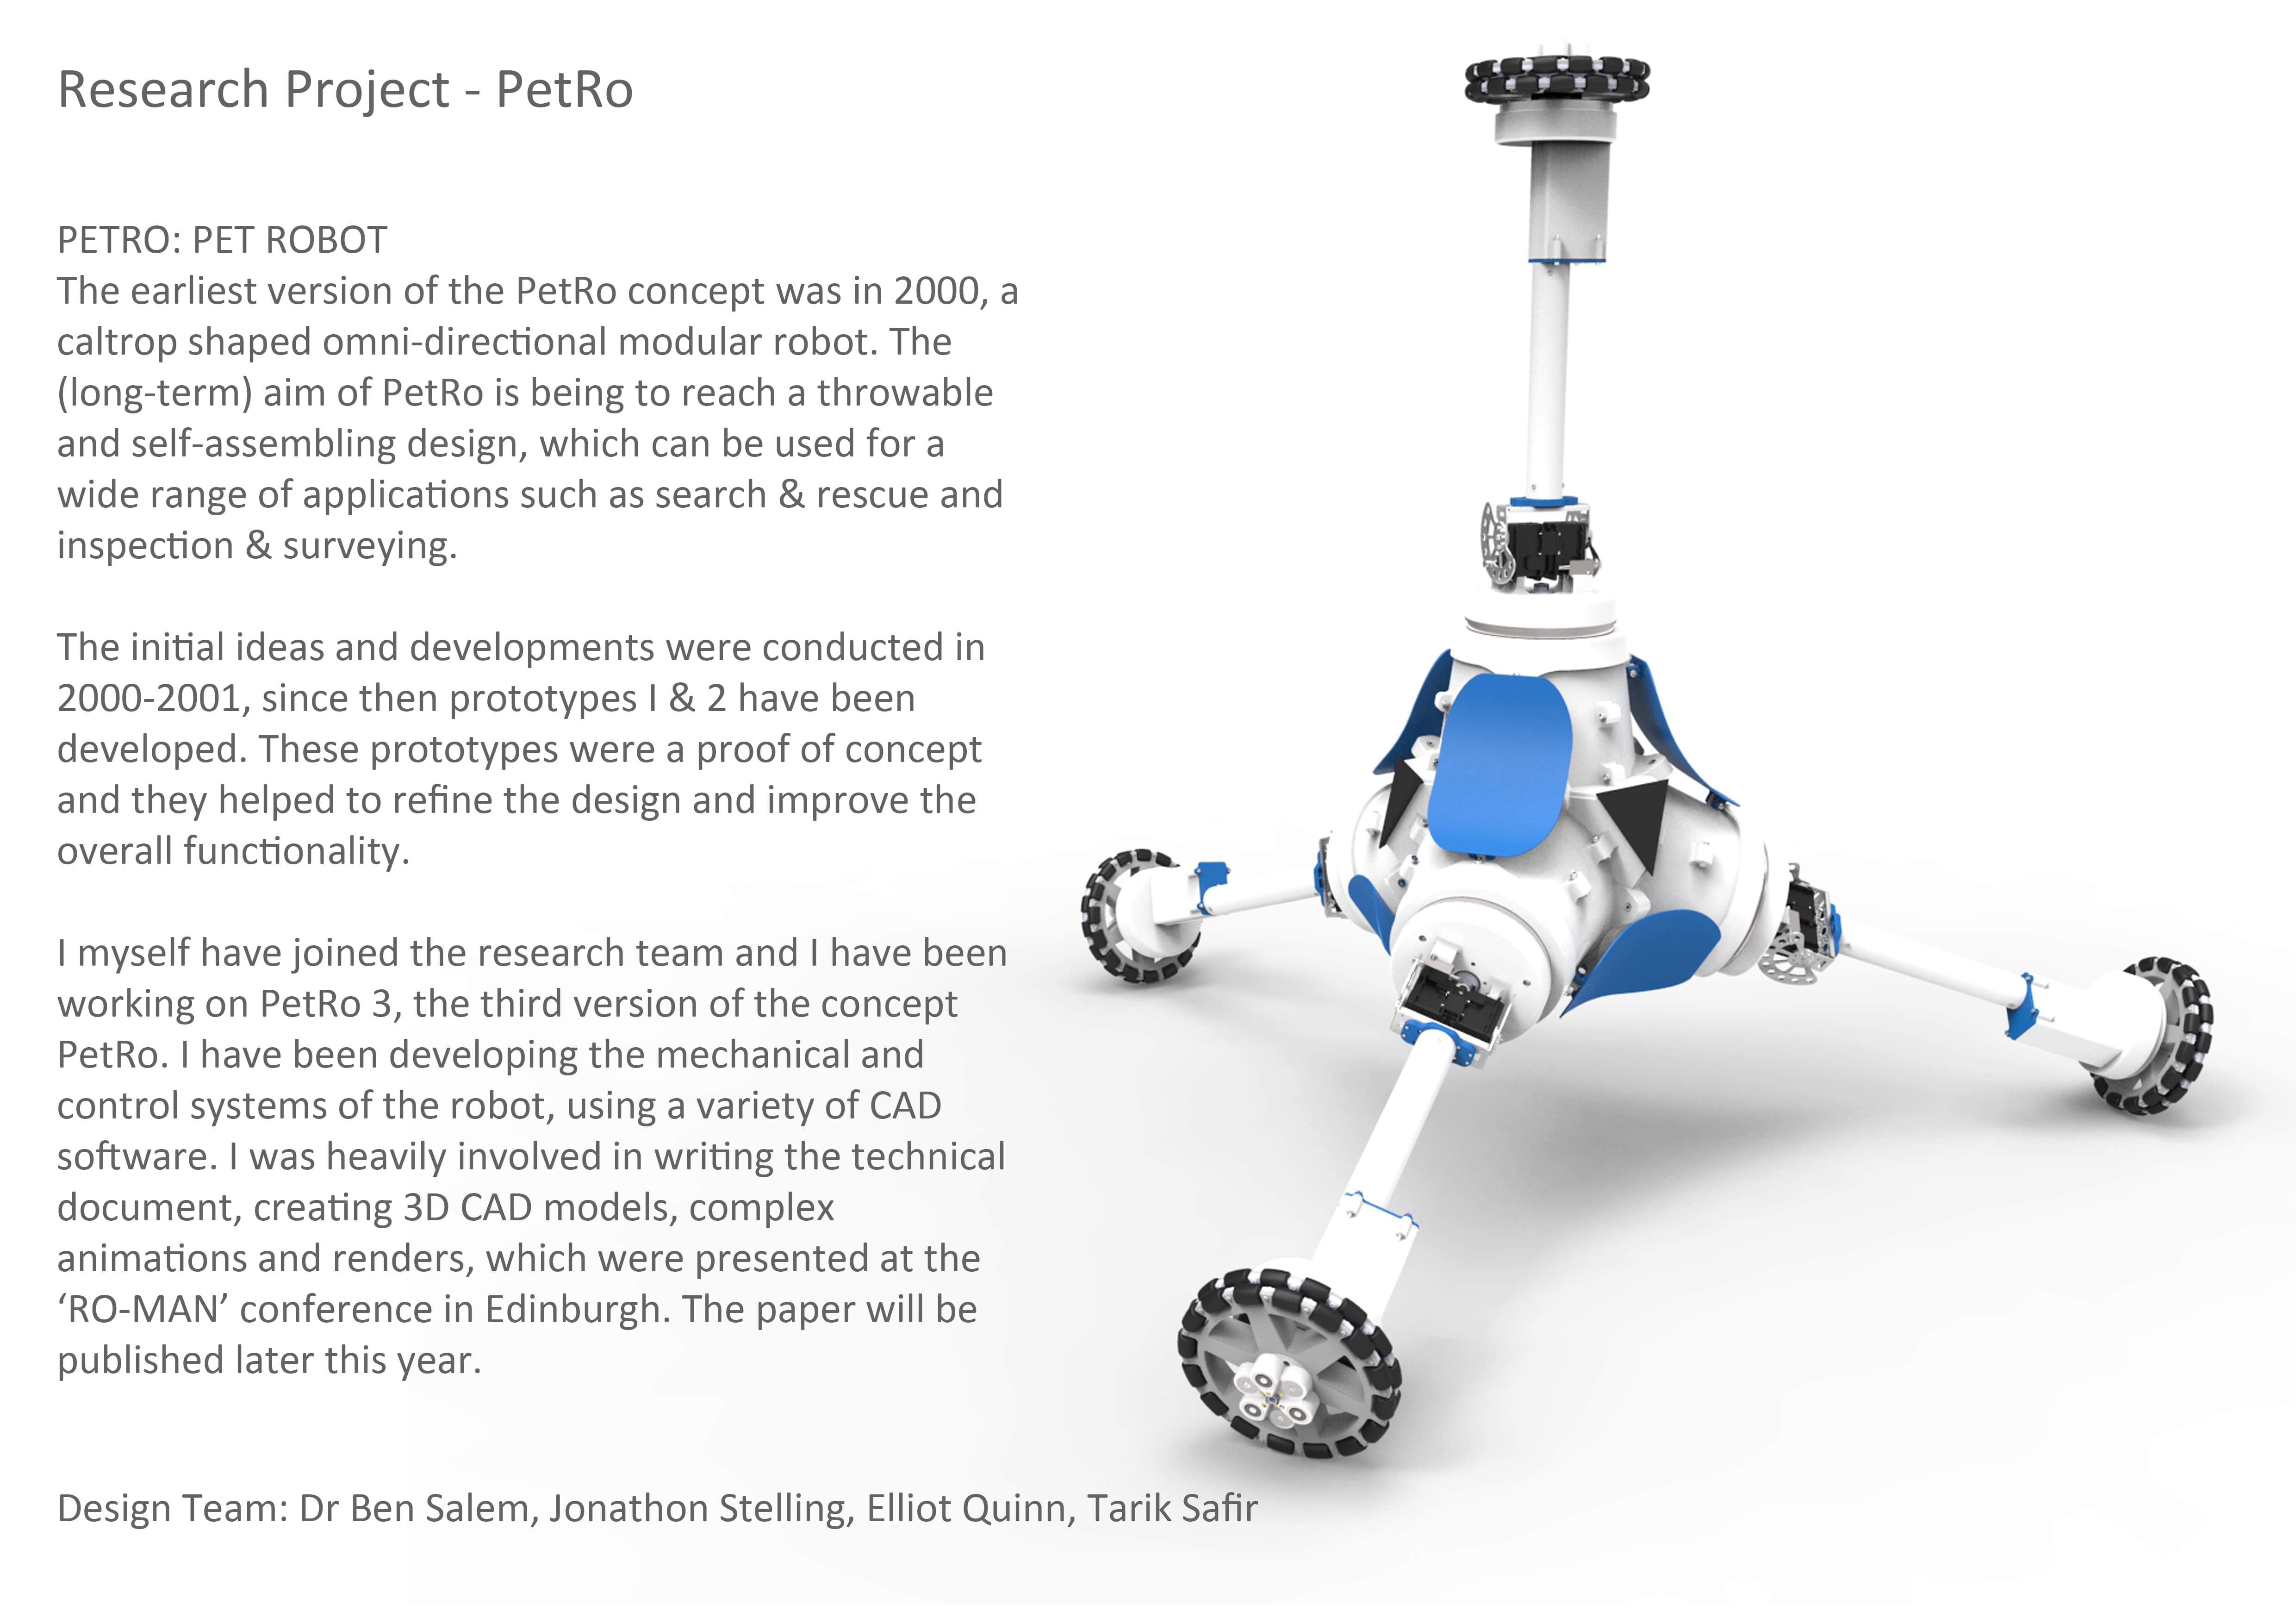 Research Project - PetRo
PETRO: PET ROBOT
The earliest version of the PetRo concept was in 2000, a
caltrop shaped omni-directional modular robot. The
(long-term) aim of PetRo is being to reach a throwable
and self-assembling design, which can be used for a
wide range of applications such as search & rescue and
inspection & surveying.
The initial ideas and developments were conducted in
2000-2001, since then prototypes I & 2 have been
developed. These prototypes were a proof of concept
and they helped to refine the design and improve the
overall functionality.
I myself have joined the research team and I have been
working on PetRo 3, the third version of the concept
PetRo. I have been developing the mechanical and
control systems of the robot, using a variety of CAD
software. I was heavily involved in writing the technical
document, creating 3D CAD models, complex
animations and renders, which were presented at the
‘RO-MAN’ conference in Edinburgh. The paper will be
published later this year.
Design Team: Dr Ben Salem, Jonathon Stelling, Elliot Quinn, Tarik Safir